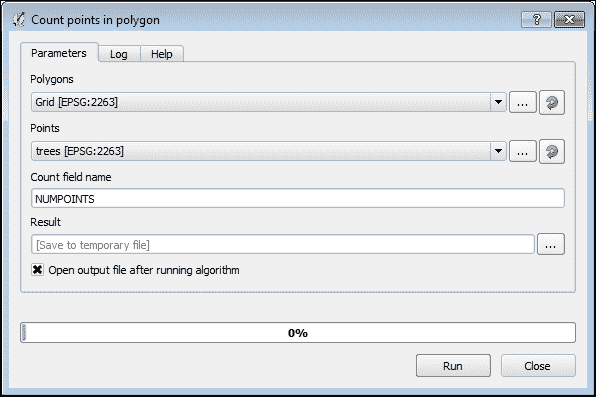 Count points in polygon
?
Parameters Log Help
Polygons
Grid [EPSG:2263]
...
Points
trees [EPSG:2263]
...
Count field name
NUMPOINTS
Result
[Save to temporary file]
...
Open output file after running algorithm
0%
Run Close